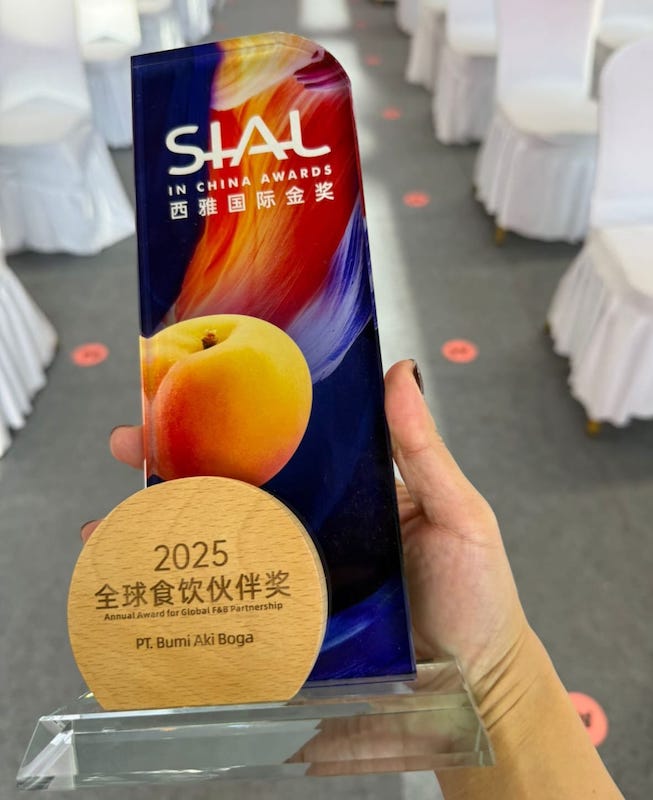 SIAL
IN CHINA AWARDS
西雅国际金奖
2025
全球食饮伙伴奖
Annual Award for Global F&B Partnership
PT. Bumi Aki Boga